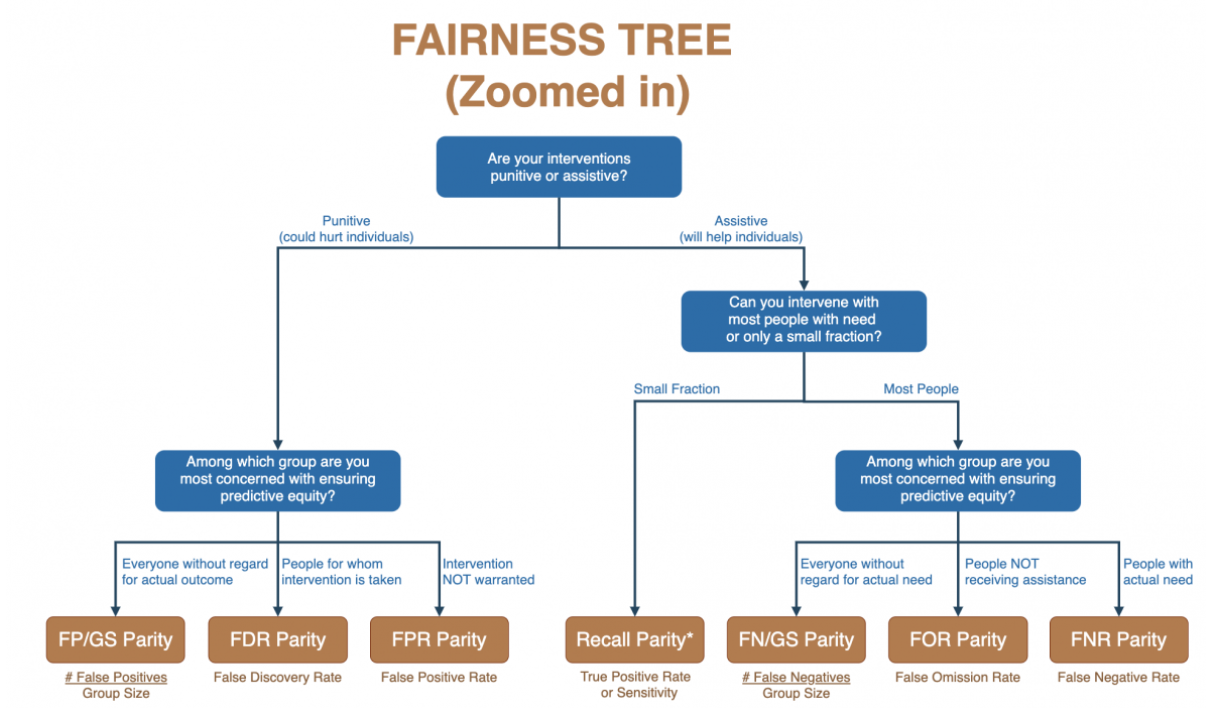 FAIRNESS TREE
(Zoomed in)
Are your interventions
punitive or assistive?
Punitive
(could hurt individuals)
Assistive
(will help individuals)
Can you intervene with
most people with need
or only a small fraction?
Small Fraction
Most People
Among which group are you
most concerned with ensuring
predictive equity?
Among which group are you
most concerned with ensuring
predictive equity?
Everyone without regard
for actual outcome
People for whom
intervention is taken
Intervention
NOT warranted
Everyone without
regard for actual need
People NOT
receiving assistance
People with
actual need
FP/GS Parity
FDR Parity
FPR Parity
Recall Parity*
FN/GS Parity
FOR Parity
FNR Parity
# False Positives
Group Size
False Discovery Rate
False Positive Rate
True Positive Rate
or Sensitivity
# False Negatives
Group Size
False Omission Rate
False Negative Rate